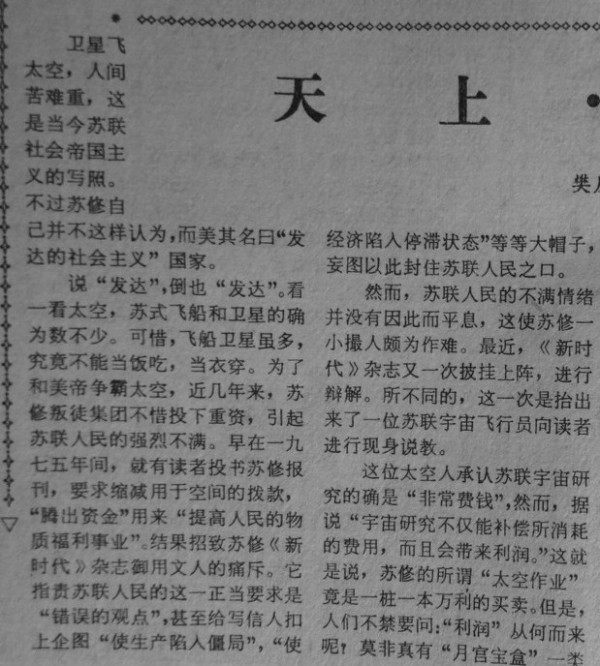 天 上 ·
樊
卫星飞
太空，人间
苦难重，这
是当今苏联
社会帝国主
义的写照。
不过苏修自
己并不这样认为，而美其名曰“发
达的社会主义”国家。
说“发达”，倒也“发达”。看
一看太空，苏式飞船和卫星的确
为数不少。可惜，飞船卫星虽多，
究竟不能当饭吃，当衣穿。为了
和美帝争霸太空，近几年来，苏
修叛徒集团不惜投下重资，引起
苏联人民的强烈不满。早在一九
七五年间，就有读者投书苏修报
刊，要求缩减用于空间的拨款，
“腾出资金”用来“提高人民的物
质福利事业”。结果招致苏修《新
时代》杂志御用文人的痛斥。它
指责苏联人民的这一正当要求是
“错误的观点”，甚至给写信人扣
上企图“使生产陷入僵局”，“使
经济陷入停滞状态”等等大帽子，
妄图以此封住苏联人民之口。
然而，苏联人民的不满情绪
并没有因此而平息，这使苏修一
小撮人颇为作难。最近，《新时
代》杂志又一次披挂上阵，进行
辩解。所不同的，这一次是抬出
来了一位苏联宇宙飞行员向读者
进行现身说教。
这位太空人承认苏联宇宙研
究的确是“非常费钱”，然而，据
说“宇宙研究不仅能补偿所消耗
的费用，而且会带来利润。”这就
是说，苏修的所谓“太空作业”
竟是一桩一本万利的买卖。但是，
人们不禁要问：“利润”从何而来
呢？莫非真有“月宫宝盒”一类